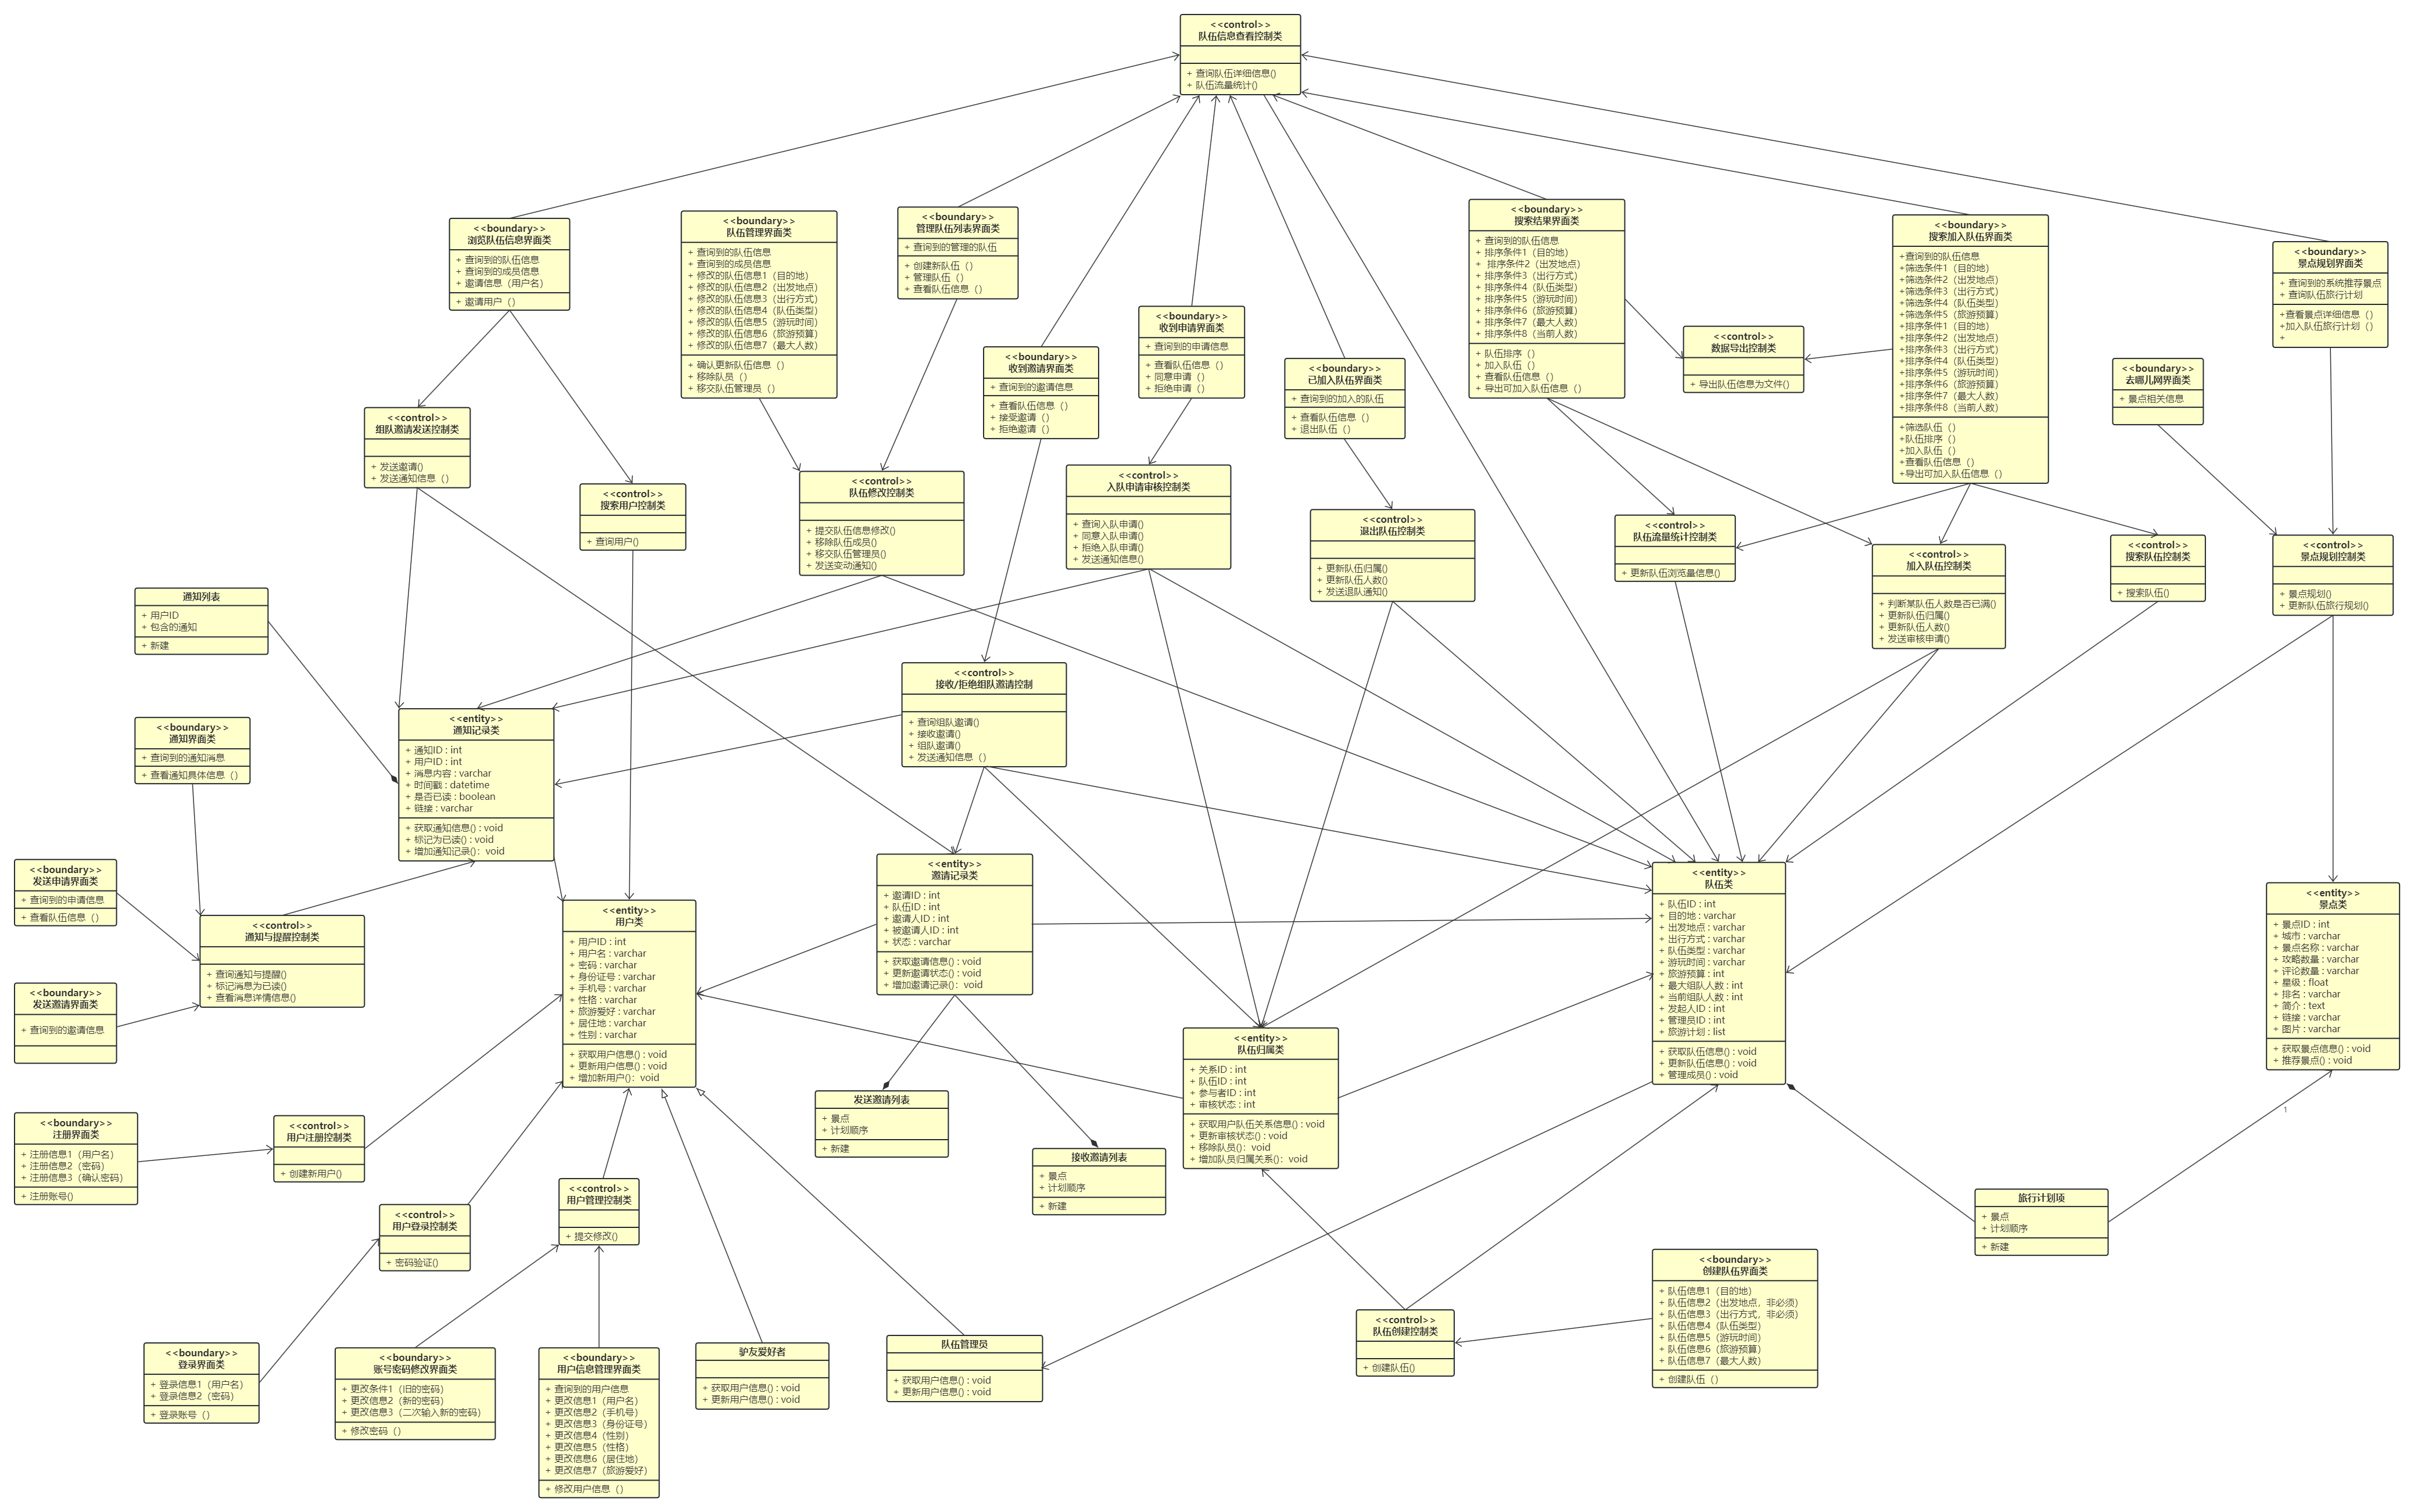 <<control>>
队伍信息查看控制类
+ 查询队伍详细信息()
+ 队伍流量统计()
<<boundary>>
浏览队伍信息界面类
+ 查询到的队伍信息
+ 查询到的成员信息
+ 邀请信息（用户名）
+ 邀请用户（）
<<boundary>>
队伍管理界面类
+ 查询到的队伍信息
+ 查询到的成员信息
+ 修改的队伍信息1（目的地）
+ 修改的队伍信息2（出发地点）
+ 修改的队伍信息3（出行方式）
+ 修改的队伍信息4（队伍类型）
+ 修改的队伍信息5（游玩时间）
+ 修改的队伍信息6（旅游预算）
+ 修改的队伍信息7（最大人数）
+ 确认更新队伍信息（）
+ 移除队员（）
+ 移交队伍管理员（）
<<boundary>>
管理队伍列表界面类
+ 查询到的管理的队伍
+ 创建新队伍（）
+ 管理队伍（）
+ 查看队伍信息（）
<<boundary>>
收到邀请界面类
+ 查询到的邀请信息
+ 查看队伍信息（）
+ 接受邀请（）
+ 拒绝邀请（）
<<boundary>>
收到申请界面类
+ 查询到的申请信息
+ 查看队伍信息（）
+ 同意申请（）
+ 拒绝申请（）
<<boundary>>
已加入队伍界面类
+ 查询到的加入的队伍
+ 查看队伍信息（）
+ 退出队伍（）
<<boundary>>
搜索结果界面类
+ 查询到的队伍信息
+ 排序条件1（目的地）
+ 排序条件2（出发地点）
+ 排序条件3（出行方式）
+ 排序条件4（队伍类型）
+ 排序条件5（游玩时间）
+ 排序条件6（旅游预算）
+ 排序条件7（最大人数）
+ 排序条件8（当前人数）
+ 队伍排序（）
+ 加入队伍（）
+ 查看队伍信息（）
+ 导出可加入队伍信息（）
<<control>>
数据导出控制类
+ 导出队伍信息为文件()
<<boundary>>
搜索加入队伍界面类
+查询到的队伍信息
+筛选条件1（目的地）
+筛选条件2（出发地点）
+筛选条件3（出行方式）
+筛选条件4（队伍类型）
+筛选条件5（旅游预算）
+排序条件1（目的地）
+排序条件2（出发地点）
+排序条件3（出行方式）
+排序条件4（队伍类型）
+排序条件5（游玩时间）
+排序条件6（旅游预算）
+排序条件7（最大人数）
+排序条件8（当前人数）
+筛选队伍（）
+队伍排序（）
+加入队伍（）
+查看队伍信息（）
+导出可加入队伍信息（）
<<boundary>>
去哪儿网界面类
+ 景点相关信息
<<boundary>>
景点规划界面类
+ 查询到的系统推荐景点
+ 查询队伍旅行计划
+查看景点详细信息（）
+加入队伍旅行计划（）
+
<<control>>
组队邀请发送控制类
+ 发送邀请()
+ 发送通知信息（）
<<control>>
搜索用户控制类
+ 查询用户()
<<control>>
队伍修改控制类
+ 提交队伍信息修改()
+ 移除队伍成员()
+ 移交队伍管理员()
+ 发送变动通知()
<<control>>
入队申请审核控制类
+ 查询入队申请()
+ 同意入队申请()
+ 拒绝入队申请()
+ 发送通知信息()
<<control>>
退出队伍控制类
+ 更新队伍归属()
+ 更新队伍人数()
+ 发送退队通知()
<<control>>
队伍流量统计控制类
+ 更新队伍浏览量信息()
<<control>>
加入队伍控制类
+ 判断某队伍人数是否已满()
+ 更新队伍归属()
+ 更新队伍人数()
+ 发送审核申请()
<<control>>
搜索队伍控制类
+ 搜索队伍()
<<control>>
景点规划控制类
+ 景点规划()
+ 更新队伍旅行规划()
通知列表
+ 用户ID
+ 包含的通知
+ 新建
<<boundary>>
通知界面类
+ 查询到的通知消息
+ 查看通知具体信息（）
<<entity>>
通知记录类
+ 通知ID : int
+ 用户ID : int
+ 消息内容 : varchar
+ 时间戳 : datetime
+ 是否已读 : boolean
+ 链接 : varchar
+ 获取通知信息() : void
+ 标记为已读() : void
+ 增加通知记录()： void
<<control>>
接收/拒绝组队邀请控制
+ 查询组队邀请()
+ 接收邀请()
+ 组队邀请()
+ 发送通知信息（）
<<boundary>>
发送申请界面类
+ 查询到的申请信息
+ 查看队伍信息（）
<<control>>
通知与提醒控制类
+ 查询通知与提醒()
+ 标记消息为已读()
+ 查看消息详情信息()
<<boundary>>
发送邀请界面类
+ 查询到的邀请信息
<<entity>>
用户类
+ 用户ID : int
+ 用户名 : varchar
+ 密码 : varchar
+ 身份证号 : varchar
+ 手机号 : varchar
+ 性格 : varchar
+ 旅游爱好 : varchar
+ 居住地 : varchar
+ 性别 : varchar
+ 获取用户信息() : void
+ 更新用户信息() : void
+ 增加新用户()： void
<<entity>>
邀请记录类
+ 邀请ID : int
+ 队伍ID : int
+ 邀请人ID : int
+ 被邀请人ID : int
+ 状态 : varchar
+ 获取邀请信息() : void
+ 更新邀请状态() : void
+ 增加邀请记录()： void
<<entity>>
队伍类
+ 队伍ID : int
+ 目的地 : varchar
+ 出发地点 : varchar
+ 出行方式 : varchar
+ 队伍类型 : varchar
+ 游玩时间 : varchar
+ 旅游预算 : int
+ 最大组队人数 : int
+ 当前组队人数 : int
+ 发起人ID : int
+ 管理员ID : int
+ 旅游计划 : list
+ 获取队伍信息() : void
+ 更新队伍信息() : void
+ 管理成员() : void
<<entity>>
景点类
+ 景点ID : int
+ 城市 : varchar
+ 景点名称 : varchar
+ 攻略数量 : varchar
+ 评论数量 : varchar
+ 星级 : float
+ 排名 : varchar
+ 简介 : text
+ 链接 : varchar
+ 图片 : varchar
+ 获取景点信息() : void
+ 推荐景点() : void
<<entity>>
队伍归属类
+ 关系ID : int
+ 队伍ID : int
+ 参与者ID : int
+ 审核状态 : int
+ 获取用户队伍关系信息() : void
+ 更新审核状态() : void
+ 移除队员()： void
+ 增加队员归属关系()： void
发送邀请列表
+ 景点
+ 计划顺序
+ 新建
接收邀请列表
+ 景点
+ 计划顺序
+ 新建
1
<<boundary>>
注册界面类
+ 注册信息1（用户名）
+ 注册信息2（密码）
+ 注册信息3（确认密码）
+ 注册账号()
<<control>>
用户注册控制类
+ 创建新用户()
<<control>>
用户登录控制类
+ 密码验证()
<<control>>
用户管理控制类
+ 提交修改()
旅行计划项
+ 景点
+ 计划顺序
+ 新建
<<boundary>>
创建队伍界面类
+ 队伍信息1（目的地）
+ 队伍信息2（出发地点，非必须）
+ 队伍信息3（出行方式，非必须）
+ 队伍信息4（队伍类型）
+ 队伍信息5（游玩时间）
+ 队伍信息6（旅游预算）
+ 队伍信息7（最大人数）
+ 创建队伍（）
<<control>>
队伍创建控制类
+ 创建队伍()
<<boundary>>
登录界面类
+ 登录信息1（用户名）
+ 登录信息2（密码）
+ 登录账号（）
<<boundary>>
账号密码修改界面类
+ 更改条件1（旧的密码）
+ 更改信息2（新的密码）
+ 更改信息3（二次输入新的密码）
+ 修改密码（）
<<boundary>>
用户信息管理界面类
+ 查询到的用户信息
+ 更改信息1（用户名）
+ 更改信息2（手机号）
+ 更改信息3（身份证号）
+ 更改信息4（性别）
+ 更改信息5（性格）
+ 更改信息6（居住地）
+ 更改信息7（旅游爱好）
+ 修改用户信息（）
驴友爱好者
+ 获取用户信息() : void
+ 更新用户信息() : void
队伍管理员
+ 获取用户信息() : void
+ 更新用户信息() : void